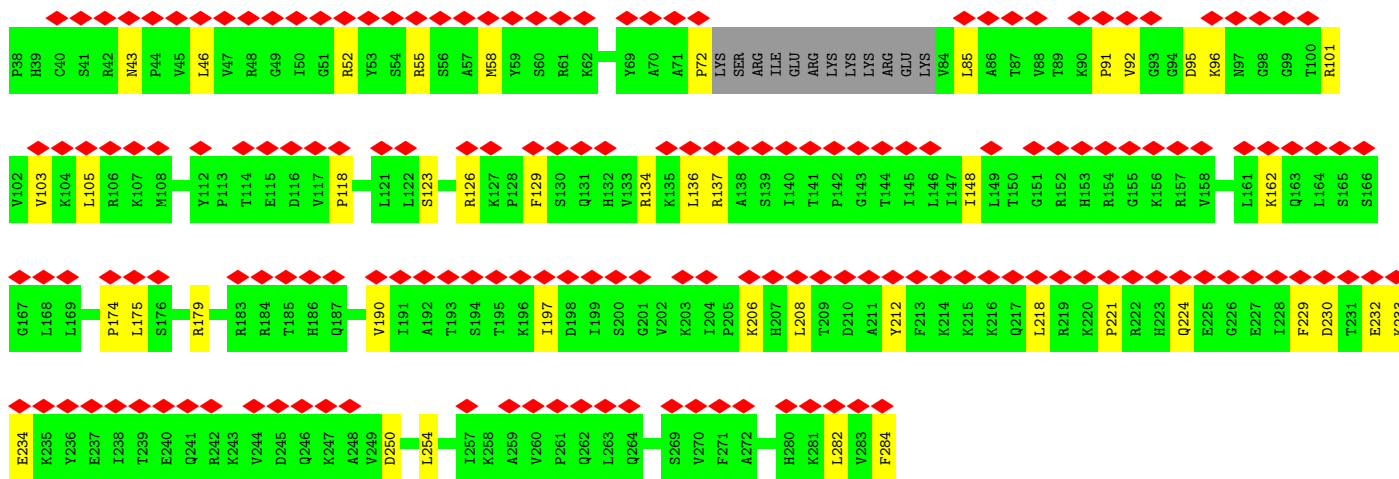 P38 H39 C40 S41 R42 N43 P44 V45 L46 V47 R48 G49 I50 G51 R52 Y53 S54 R55 S56 A57 M58 Y59 S60 R61 K62 Y69 A70 A71 P72 LYS SER ARG ILE GLU ARG LYS LYS LYS ARG GLU LYS V84 L85 A86 T87 V88 T89 K90 P91 V92 G93 G94 D95 K96 N97 G98 G99 T100 R101
V102 V103 K104 L105 R106 K107 M108 Y112 P113 T114 E115 D116 V117 P118 L121 L122 S123 R126 K127 P128 F129 S130 Q131 H132 V133 R134 K135 L136 R137 A138 S139 I140 T141 P142 G143 T144 I145 L146 I147 I148 L149 T150 G151 R152 H153 R154 G155 K156 R157 V158 L161 K162 Q163 L164 S165 S166
G167 L168 L169 P174 L175 S176 R179 R183 R184 T185 H186 Q187 V190 I191 A192 T193 S194 T195 K196 I197 D198 I199 S200 G201 V202 K203 I204 P205 K206 H207 L208 T209 D210 A211 Y212 F213 K214 K215 K216 Q217 L218 R219 K220 P221 R222 H223 Q224 E225 G226 E227 I228 F229 D230 T231 E232 K233
E234 K235 Y236 E237 I238 T239 E240 Q241 R242 K243 V244 D245 Q246 K247 A248 V249 D250 L254 I257 K258 A259 V260 P261 Q262 L263 Q264 S269 V270 F271 A272 H280 K281 L282 V283 F284